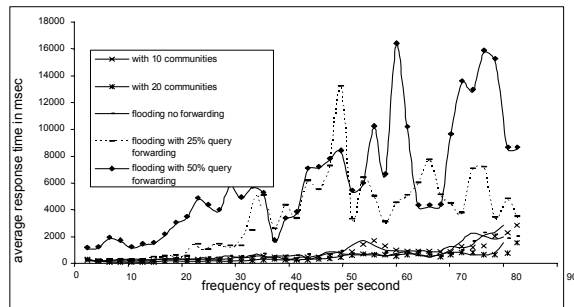 18000
16000
14000
12000
10000
8000
6000
4000
2000
0
average response time in msec
with 10 communities
with 20 communities
flooding no forwarding
flooding with 25% query
forwarding
flooding with 50% query
forwarding
0 10 20 30 40 50 60 70 80 90
frequency of requests per second